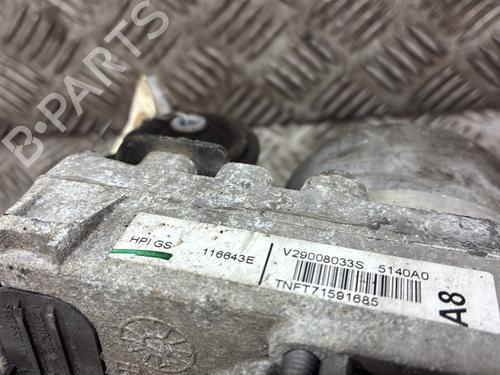 B-PARTS
HPI GS 116643E
V29008033S 5140A0
TNFT71591685
A8